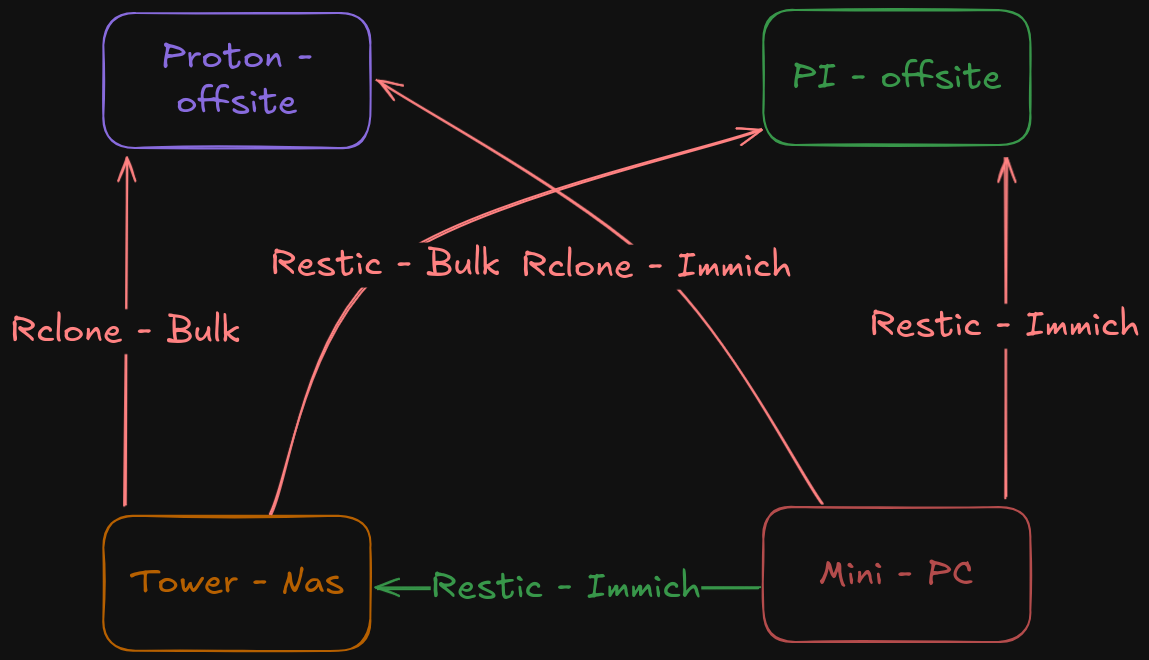 Proton -
offsite
PI - offsite
Restic - Bulk
Rclone - Immich
Rclone - Bulk
Restic - Immich
Tower - Nas
Restic - Immich
Mini - PC